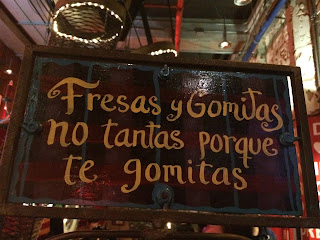 Fresas y Gomitas
no tantas porque
te gomitas